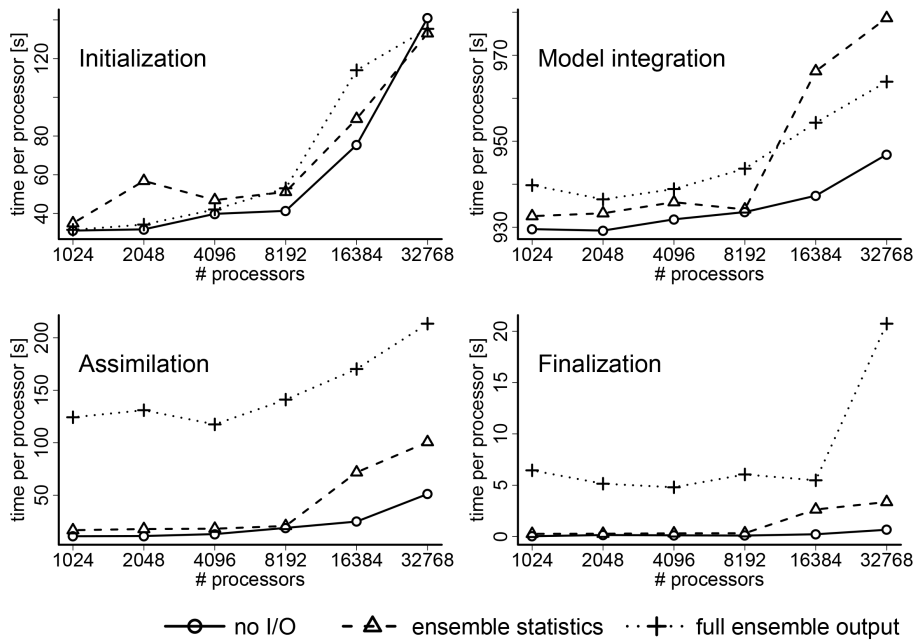 Initialization
time per processor [s]
40
60
80
120
1024 2048 4096 8192 16384 32768
# processors
Model integration
time per processor [s]
930
950
970
1024 2048 4096 8192 16384 32768
# processors
Assimilation
time per processor [s]
50
100
150
200
1024 2048 4096 8192 16384 32768
# processors
Finalization
time per processor [s]
0
5
10
15
20
1024 2048 4096 8192 16384 32768
# processors
no I/O ensemble statistics full ensemble output